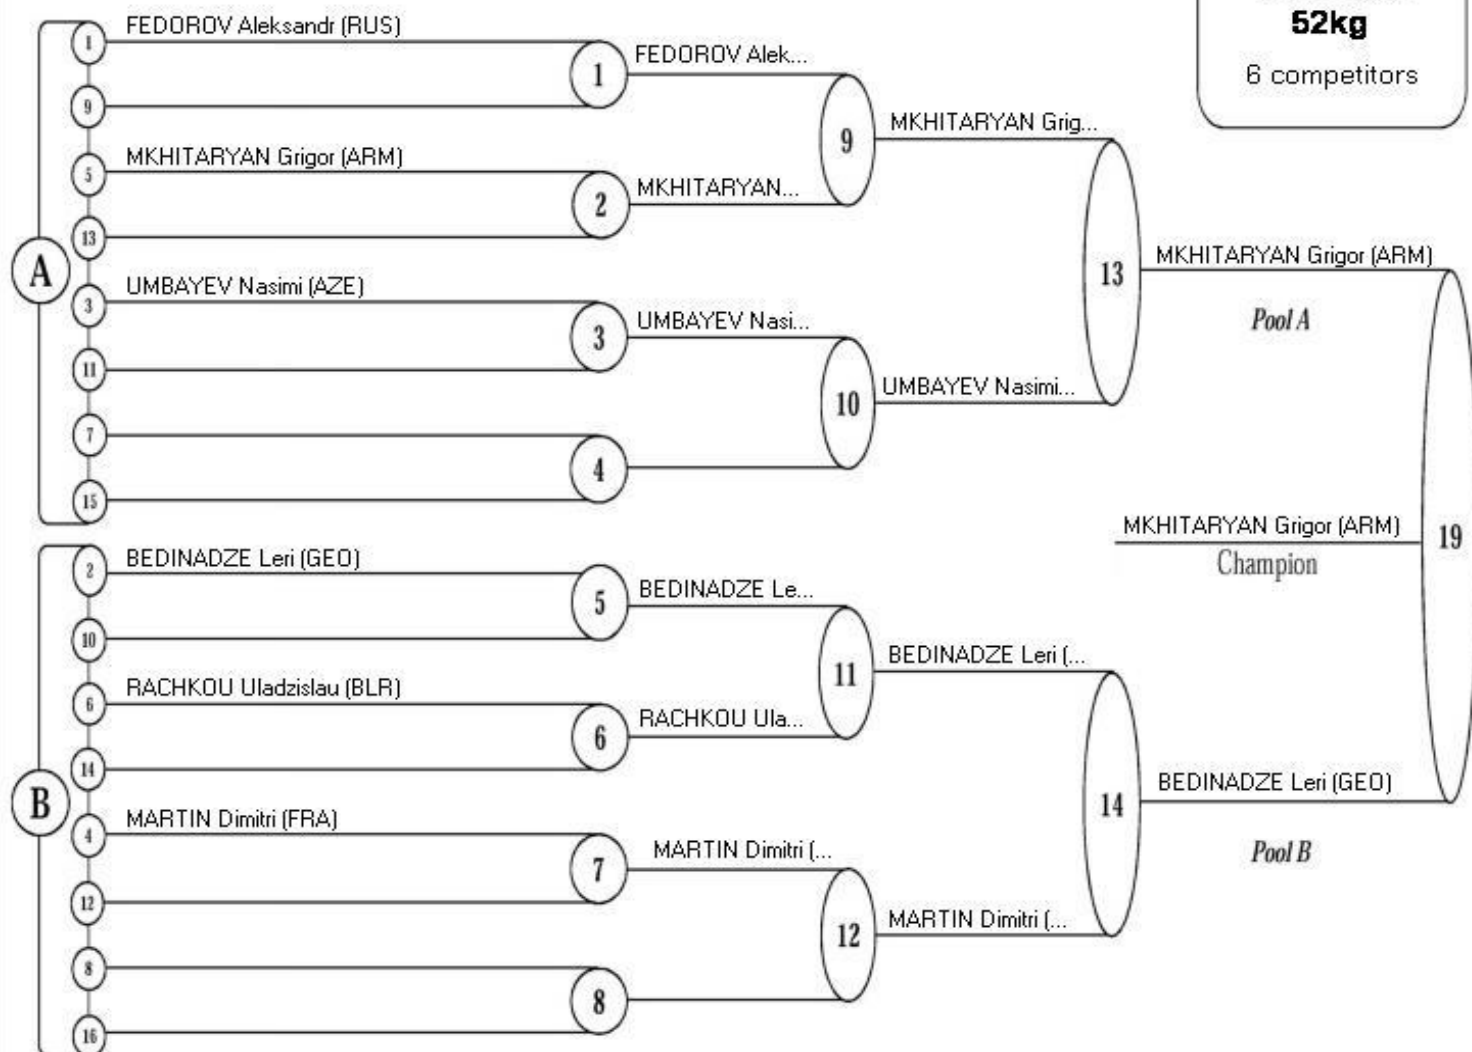 52kg
6 competitors
A
1
FEDOROV Aleksandr (RUS)
9
1
FEDOROV Alek...
5
MKHITARYAN Grigor (ARM)
13
2
MKHITARYAN...
9
MKHITARYAN Grig...
3
UMBAYEV Nasimi (AZE)
11
3
UMBAYEV Nasi...
7
15
4
10
UMBAYEV Nasimi...
13
MKHITARYAN Grigor (ARM)
Pool A
MKHITARYAN Grigor (ARM)
Champion
19
B
2
BEDINADZE Leri (GEO)
10
5
BEDINADZE Le...
6
RACHKOU Uladzislau (BLR)
14
6
RACHKOU Ula...
11
BEDINADZE Leri (...
4
MARTIN Dimitri (FRA)
12
7
MARTIN Dimitri (...
8
16
8
12
MARTIN Dimitri (...
14
BEDINADZE Leri (GEO)
Pool B